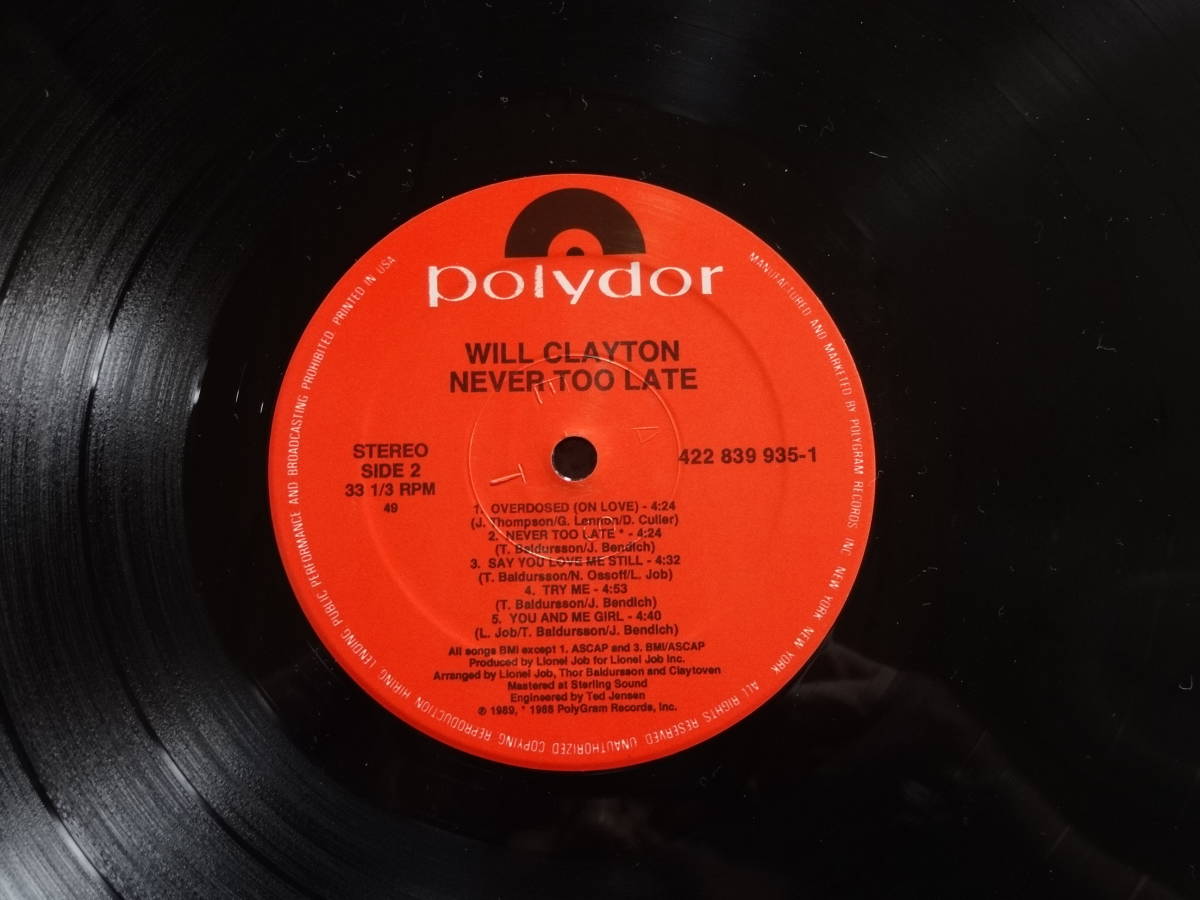 polydor
WILL CLAYTON
NEVER TOO LATE
STEREO
SIDE 2
33 1/3 RPM
49
422 839 935-1
1. OVERDOSED (ON LOVE) - 4:24
(J. Thompson/G. Lennon/D. Culler)
2. NEVER TOO LATE * - 4:24
(T. Baldursson/J. Bendich)
3. SAY YOU LOVE ME STILL - 4:32
(T. Baldursson/N. Ossoff/L. Job)
4. TRY ME - 4:53
(T. Baldursson/J. Bendich)
5. YOU AND ME GIRL - 4:40
(L. Job/T. Baldursson/J. Bendich)
All songs BMI except 1. ASCAP and 3. BMI/ASCAP
Produced by Lionel Job for Lionel Job Inc.
Arranged by Lionel Job, Thor Baldursson and Claytoven
Mastered at Sterling Sound
Engineered by Ted Jensen
℗ 1989, * 1988 PolyGram Records, Inc.
MANUFACTURED AND MARKETED BY POLYGRAM RECORDS, INC. NEW YORK, NEW YORK ALL RIGHTS RESERVED. UNAUTHORIZED COPYING REPRODUCTION HIRING, LENDING PUBLIC PERFORMANCE AND BROADCASTING PROHIBITED. PRINTED IN USA